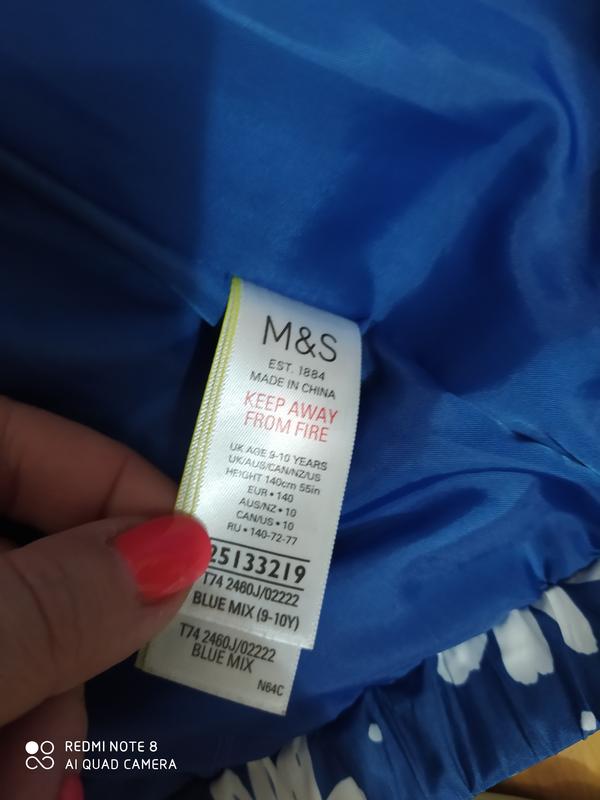 M&S
EST. 1884
MADE IN CHINA
KEEP AWAY
FROM FIRE
UK AGE 9-10 YEARS
UK/AUS/CAN/NZ/US
HEIGHT 140cm 55in
EUR • 140
AUS/NZ • 10
CAN/US • 10
RU • 140-72-77
25133219
T74 2460J/02222
BLUE MIX (9-10Y)
T74 2460J/02222
BLUE MIX
N64C
REDMI NOTE 8
AI QUAD CAMERA